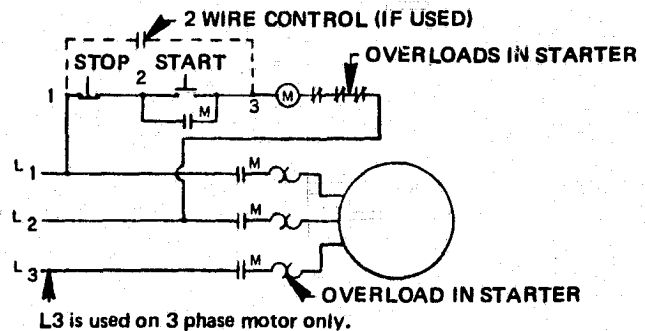 2 WIRE CONTROL (IF USED)
OVERLOADS IN STARTER
STOP START
1 2 3
M
M
L1 M
L2 M
L3 M
OVERLOAD IN STARTER
L3 is used on 3 phase motor only.